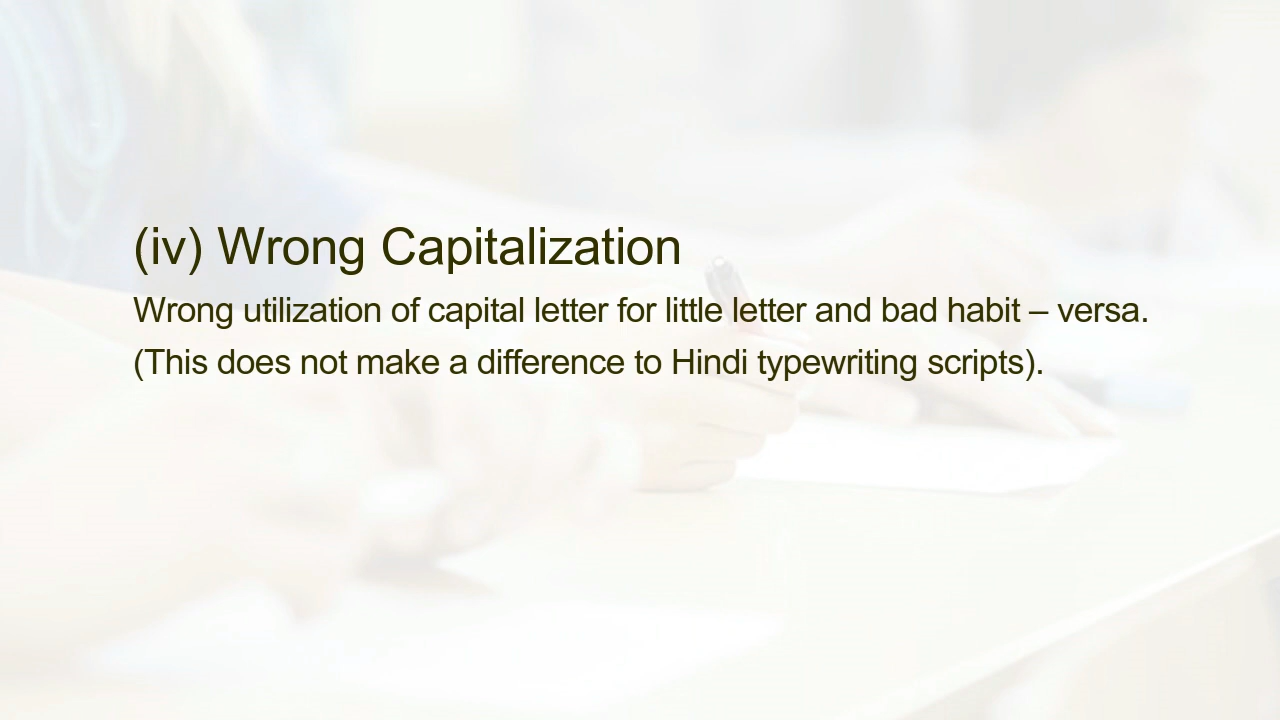 (iv) Wrong Capitalization
Wrong utilization of capital letter for little letter and bad habit – versa.
(This does not make a difference to Hindi typewriting scripts).